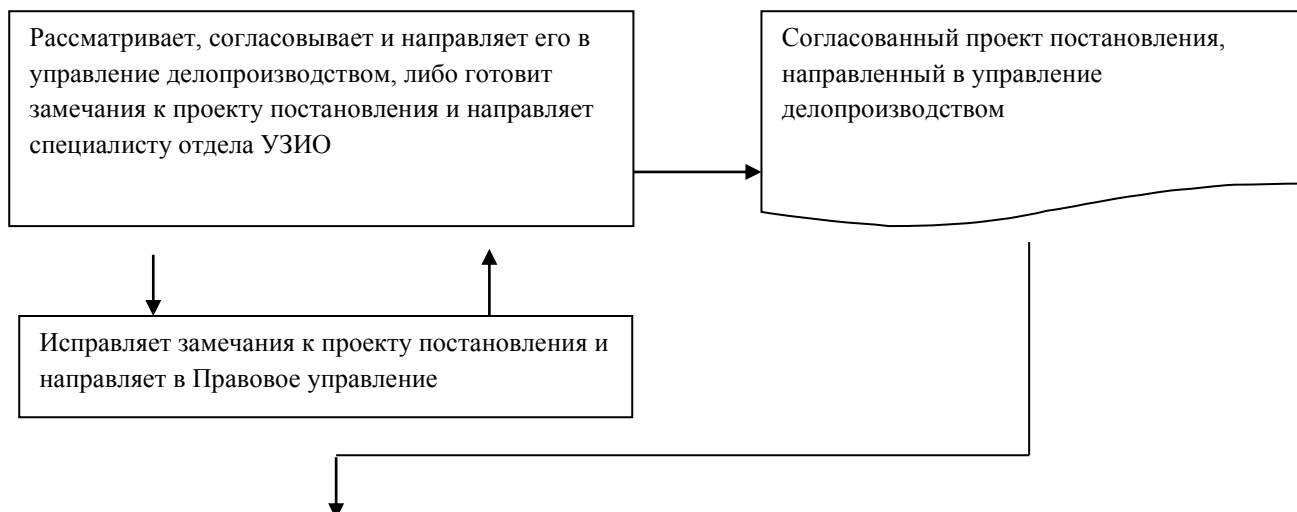 Рассматривает, согласовывает и направляет его в
управление делопроизводством, либо готовит
замечания к проекту постановления и направляет
специалисту отдела УЗИО
Согласованный проект постановления,
направленный в управление
делопроизводством
Исправляет замечания к проекту постановления и
направляет в Правовое управление